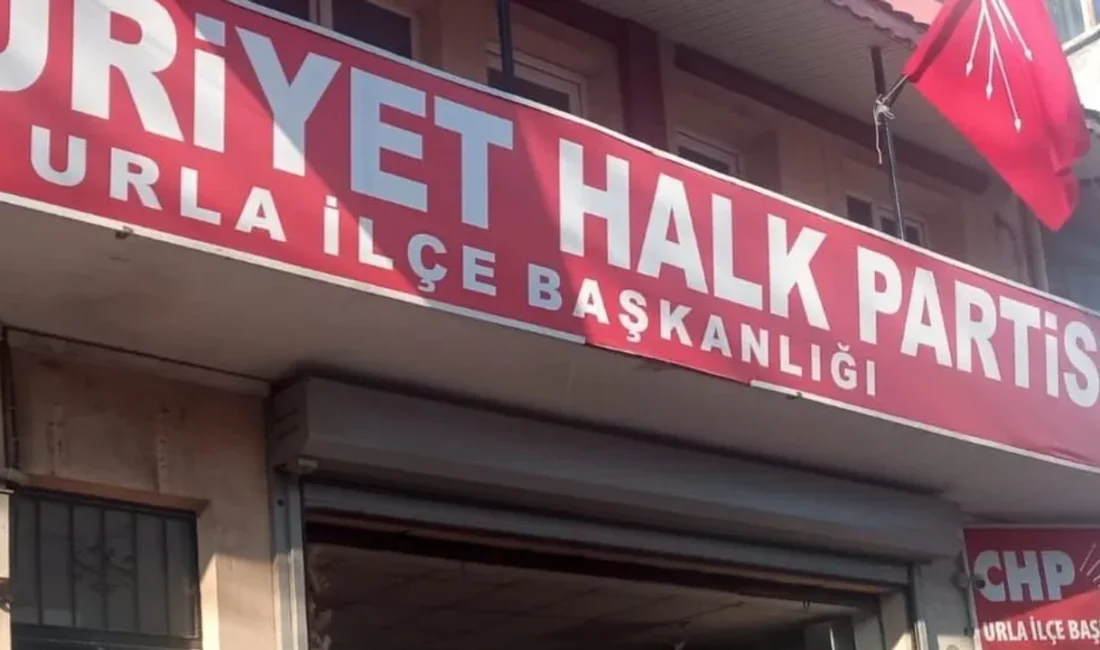 URİYET HALK PARTİS
URLA İLÇE BAŞKANLIĞI
CHP
URLA İLÇE BAŞ